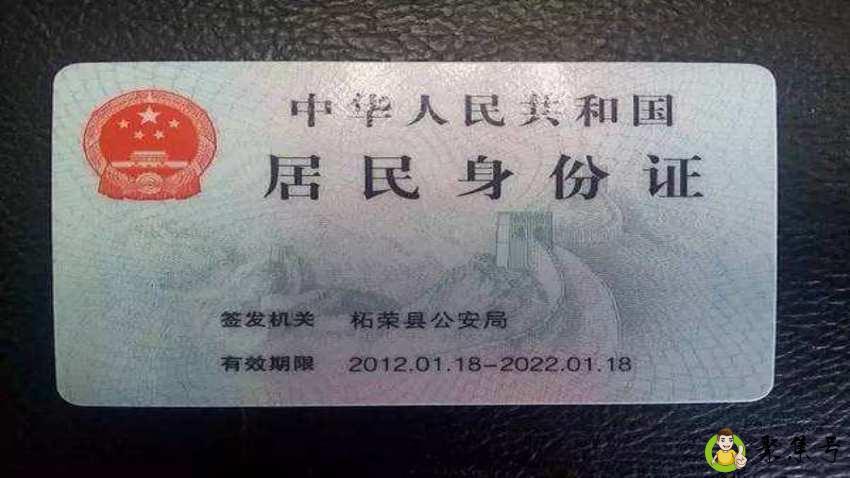 中华人民共和国
居民身份证
签发机关 柘荣县公安局
有效期限 2012.01.18-2022.01.18